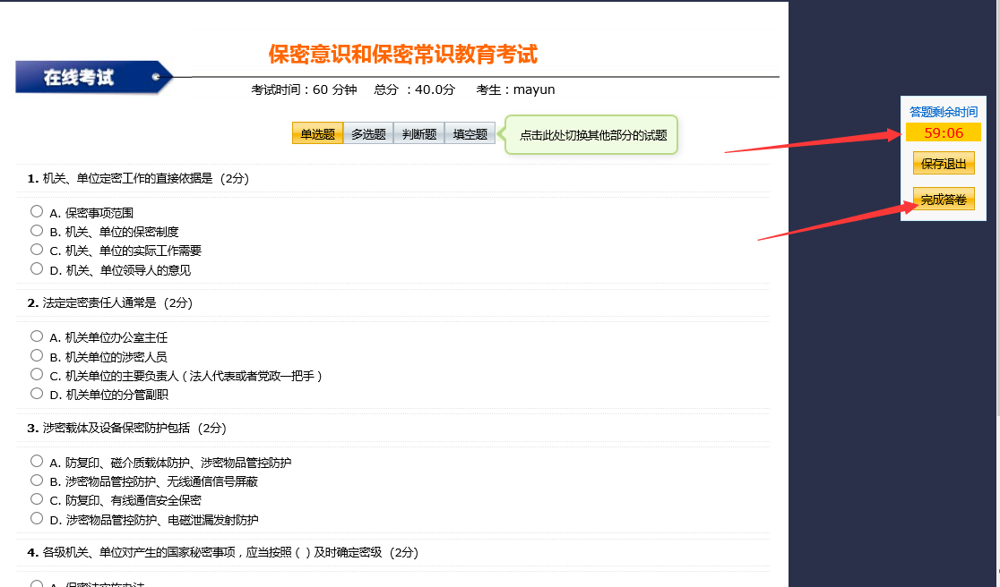 保密意识和保密常识教育考试
在线考试
考试时间：60 分钟 总分 ：40.0分 考生：mayun
单选题 多选题 判断题 填空题 点击此处切换其他部分的试题
答题剩余时间
59:06
保存退出
完成答卷
1. 机关、单位定密工作的直接依据是 (2分)
A. 保密事项范围
B. 机关、单位的保密制度
C. 机关、单位的实际工作需要
D. 机关、单位领导人的意见
2. 法定定密责任人通常是 (2分)
A. 机关单位办公室主任
B. 机关单位的涉密人员
C. 机关单位的主要负责人（法人代表或者党政一把手）
D. 机关单位的分管副职
3. 涉密载体及设备保密防护包括 (2分)
A. 防复印、磁介质载体防护、涉密物品管控防护
B. 涉密物品管控防护、无线通信信号屏蔽
C. 防复印、有线通信安全保密
D. 涉密物品管控防护、电磁泄漏发射防护
4. 各级机关、单位对产生的国家秘密事项，应当按照（ ）及时确定密级 (2分)
A. 保密法实施办法